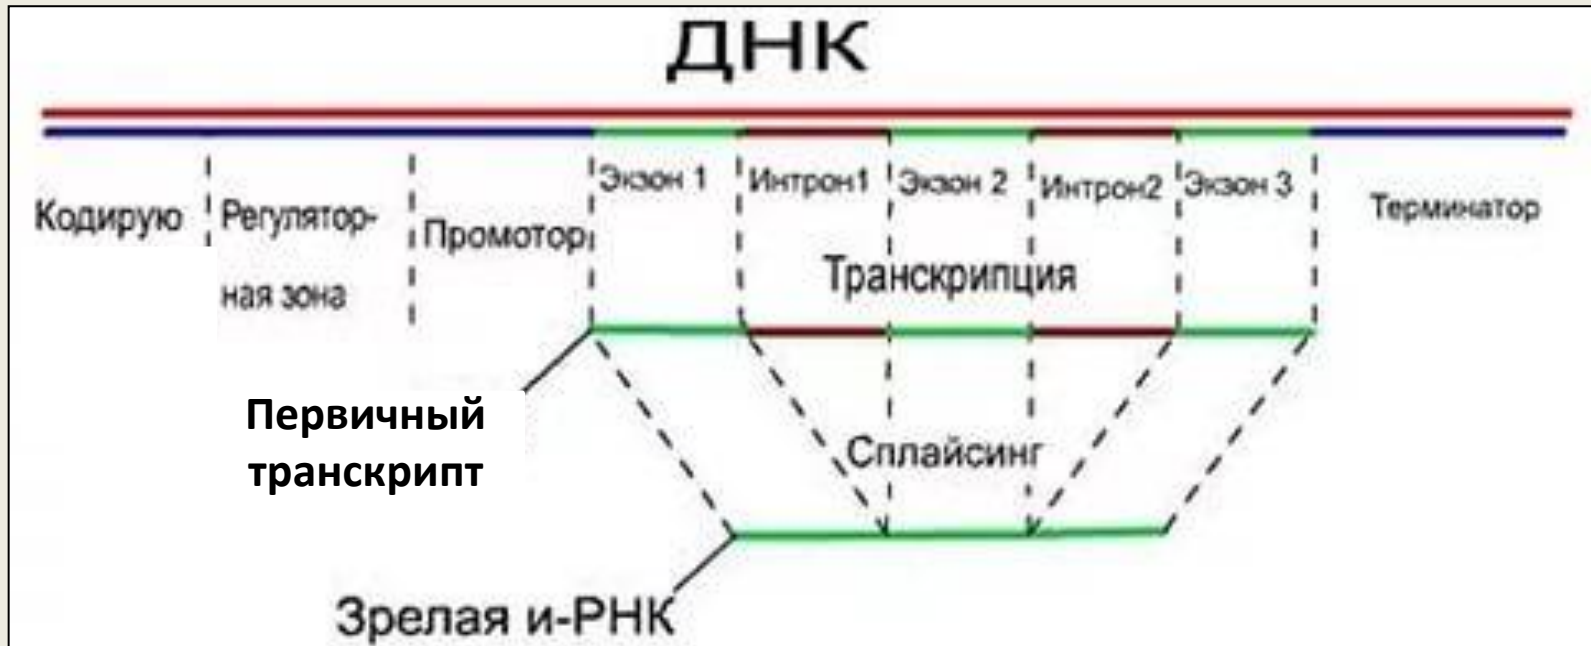 ДНК
Экзон 1 Интрон1 Экзон 2 Интрон2 Экзон 3
Кодирую Регулятор- Промотор Терминатор
ная зона
Транскрипция
Первичный
транскрипт
Сплайсинг
Зрелая и-РНК